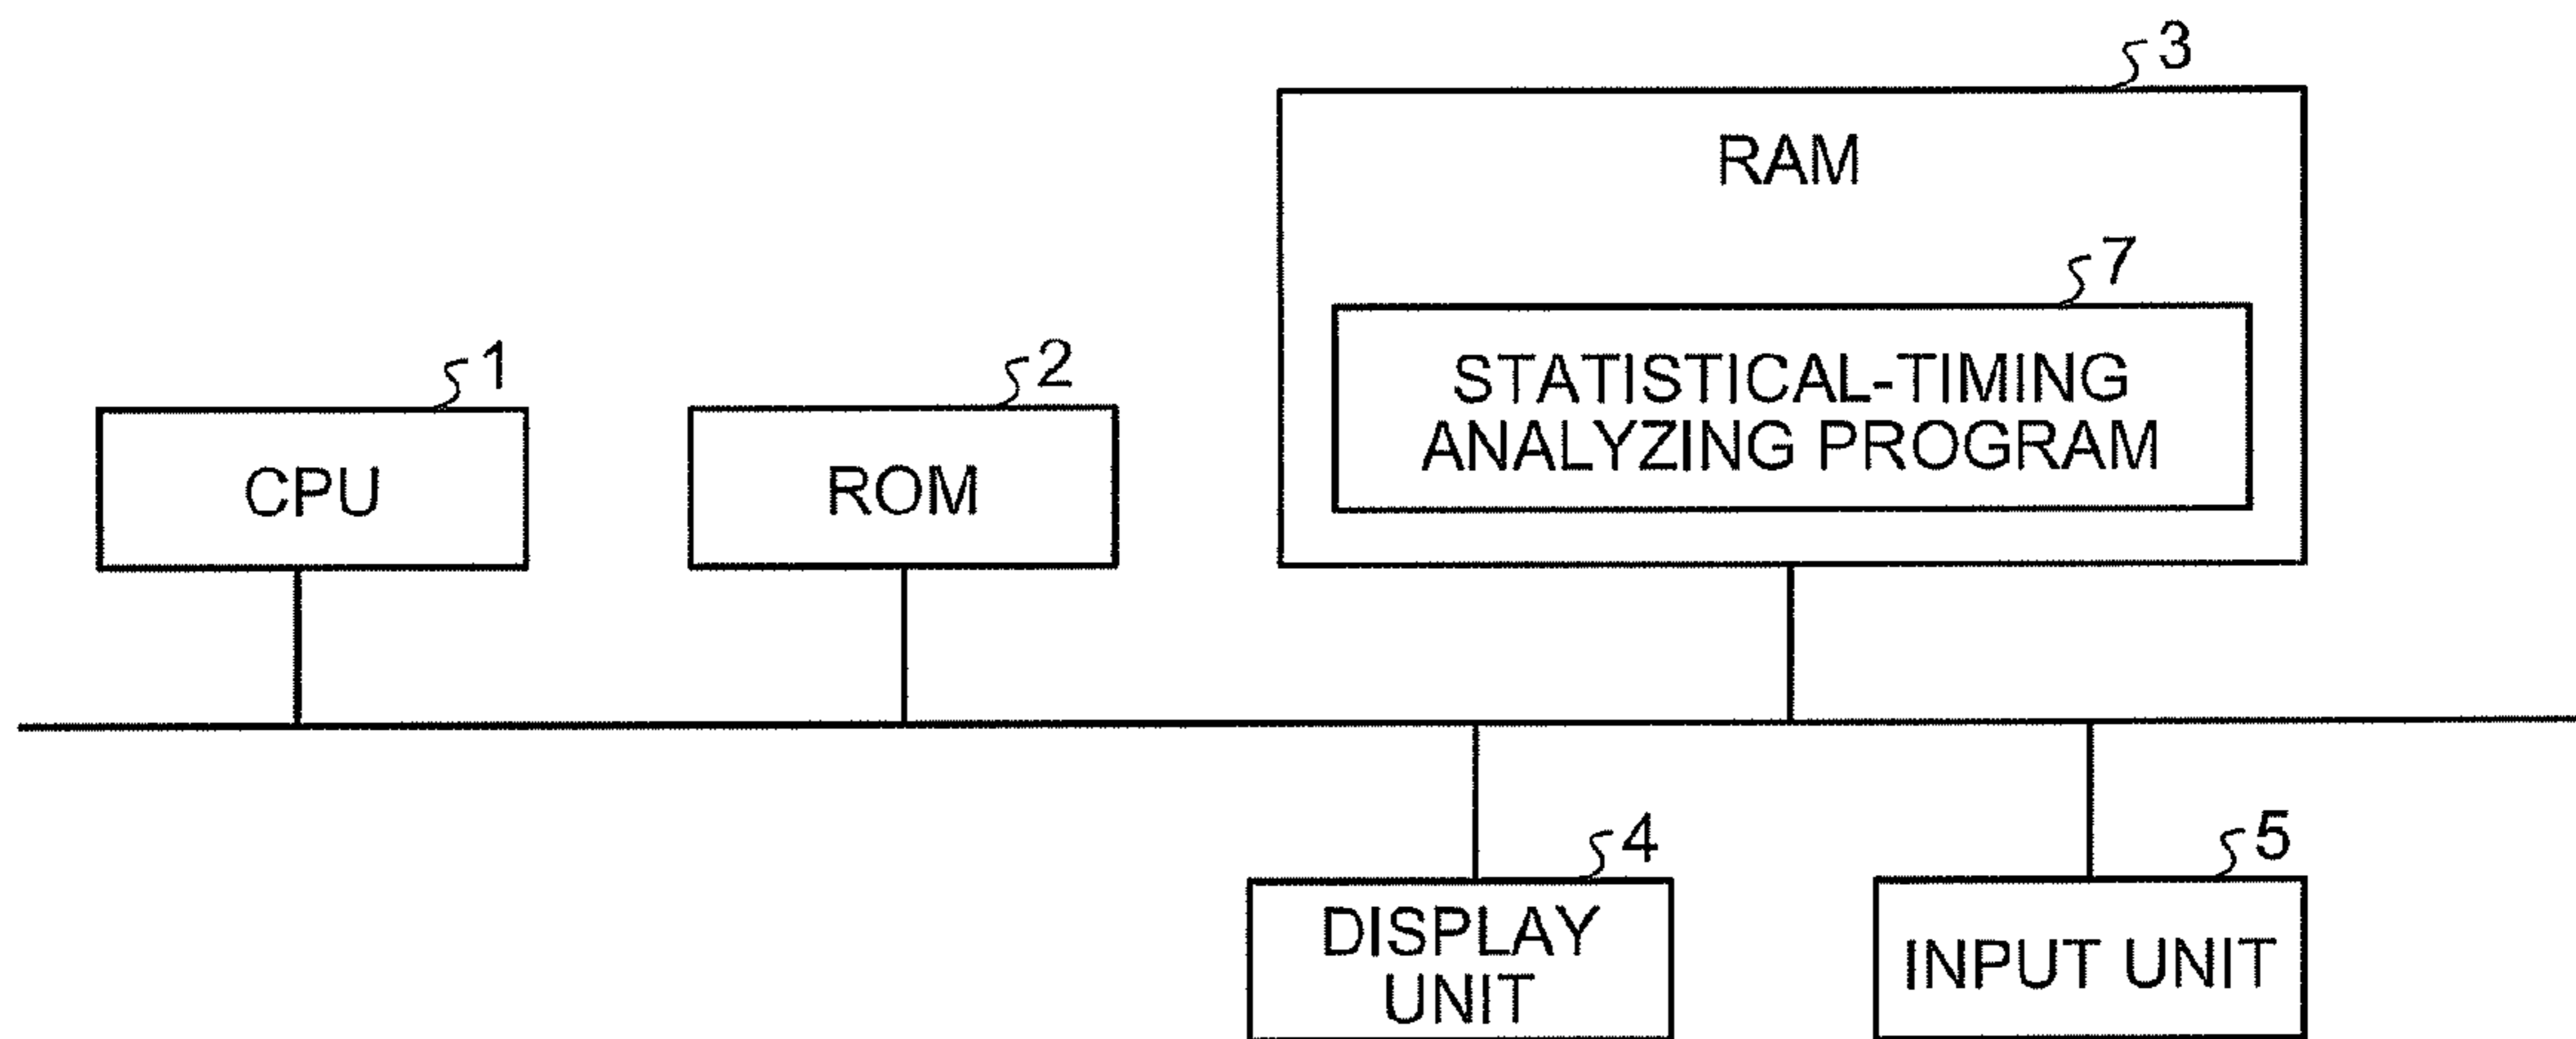 3
RAM
7
STATISTICAL-TIMING
ANALYZING PROGRAM
1
CPU
2
ROM
4
DISPLAY
UNIT
5
INPUT UNIT